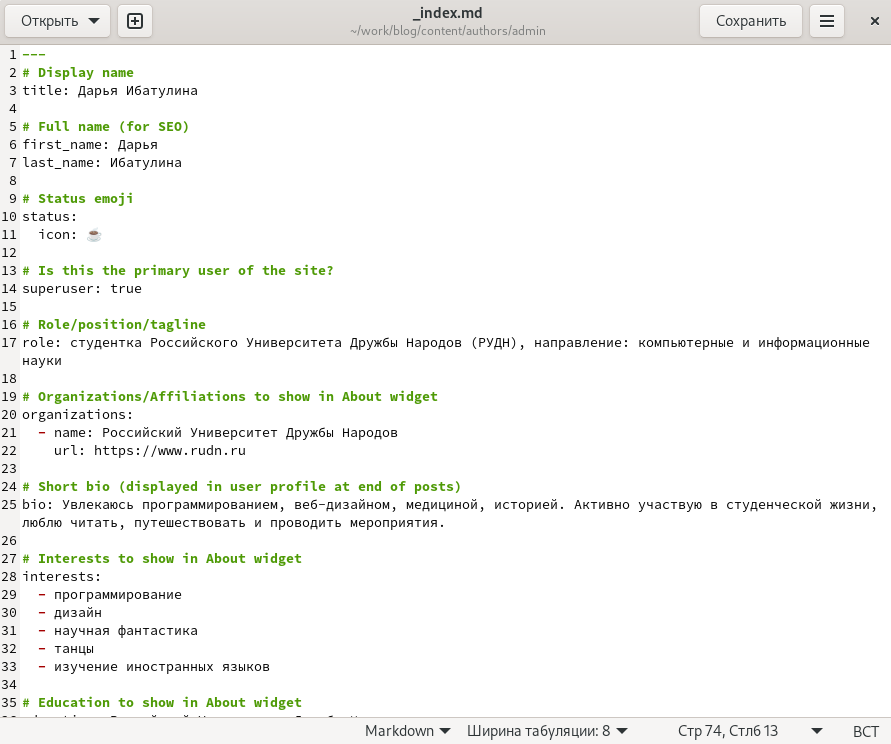 Открыть
_index.md
~/work/blog/content/authors/admin
Сохранить
1 ---
2 # Display name
3 title: Дарья Ибатулина
4
5 # Full name (for SEO)
6 first_name: Дарья
7 last_name: Ибатулина
8
9 # Status emoji
10 status:
11   icon: ☕
12
13 # Is this the primary user of the site?
14 superuser: true
15
16 # Role/position/tagline
17 role: студентка Российского Университета Дружбы Народов (РУДН), направление: компьютерные и информационные
науки
18
19 # Organizations/Affiliations to show in About widget
20 organizations:
21   - name: Российский Университет Дружбы Народов
22     url: https://www.rudn.ru
23
24 # Short bio (displayed in user profile at end of posts)
25 bio: Увлекаюсь программированием, веб-дизайном, медициной, историей. Активно участвую в студенческой жизни,
люблю читать, путешествовать и проводить мероприятия.
26
27 # Interests to show in About widget
28 interests:
29   - программирование
30   - дизайн
31   - научная фантастика
32   - танцы
33   - изучение иностранных языков
34
35 # Education to show in About widget
Markdown
Ширина табуляции: 8
Стр 74, Стлб 13
ВСТ